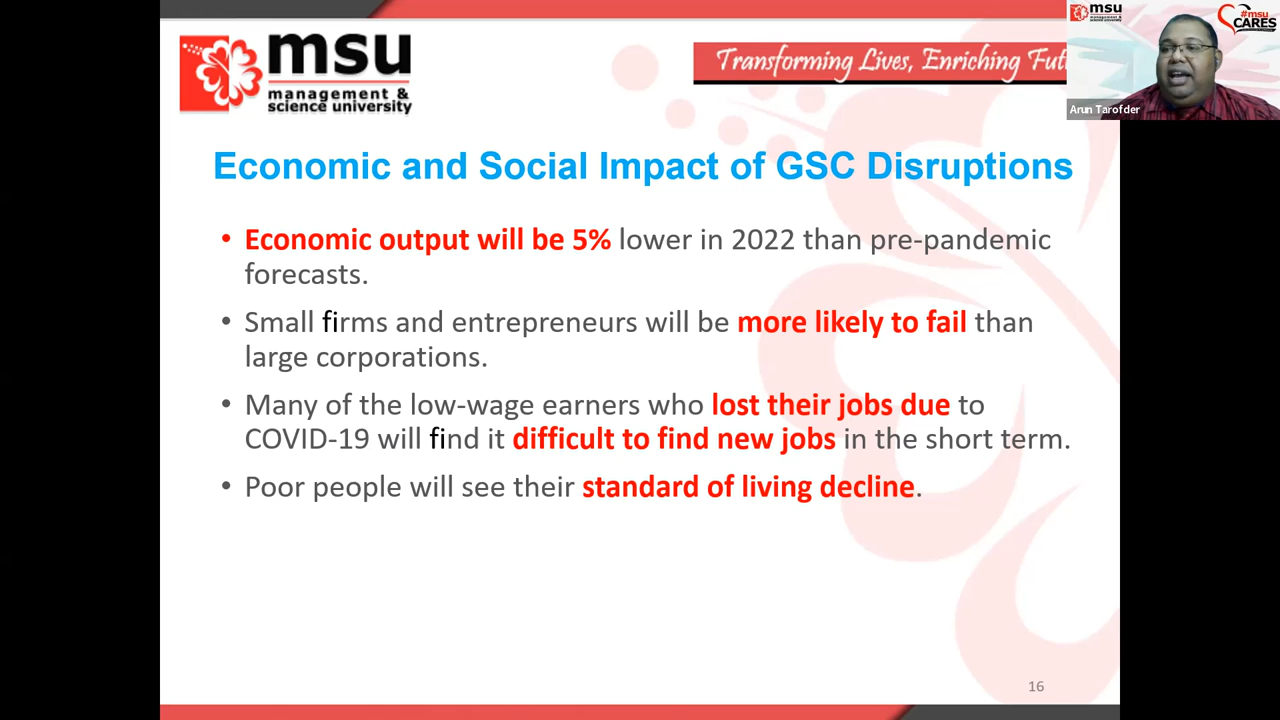 msu
management &
science university
Transforming Lives, Enriching Fut
msu
management &
science university
#msu
CARES
Arun Tarofder
Economic and Social Impact of GSC Disruptions
• Economic output will be 5% lower in 2022 than pre-pandemic
forecasts.
• Small firms and entrepreneurs will be more likely to fail than
large corporations.
• Many of the low-wage earners who lost their jobs due to
COVID-19 will find it difficult to find new jobs in the short term.
• Poor people will see their standard of living decline.
16